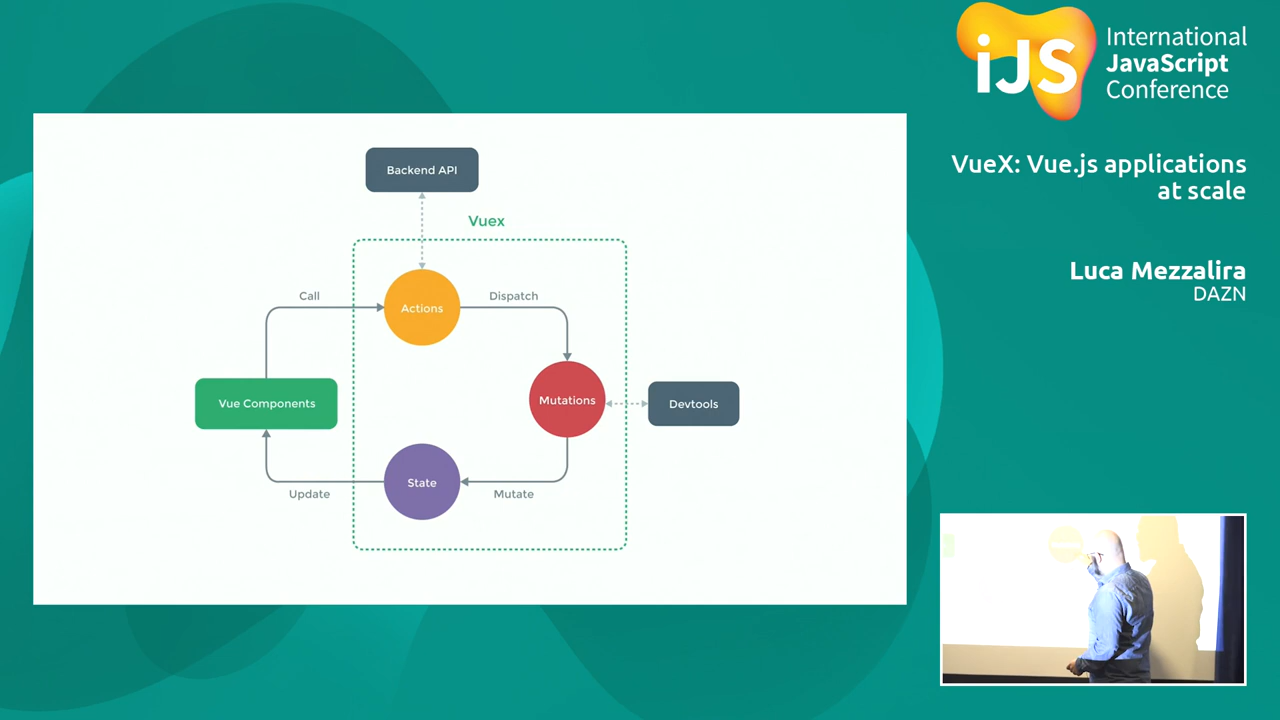 iJS
International
JavaScript
Conference
VueX: Vue.js applications
at scale
Luca Mezzalira
DAZN
Backend API
Vuex
Call
Actions
Dispatch
Vue Components
Mutations
Devtools
State
Update
Mutate